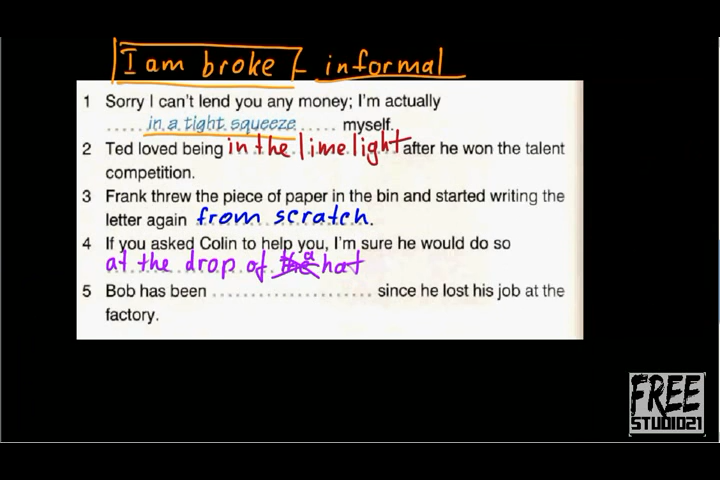 I am broke - informal
1 Sorry I can't lend you any money; I'm actually
..... in a tight squeeze ..... myself.
2 Ted loved being in the limelight after he won the talent
competition.
3 Frank threw the piece of paper in the bin and started writing the
letter again from scratch.
4 If you asked Colin to help you, I'm sure he would do so
at the drop of a hat
5 Bob has been .............................. since he lost his job at the
factory.
FREE
STUDIO21